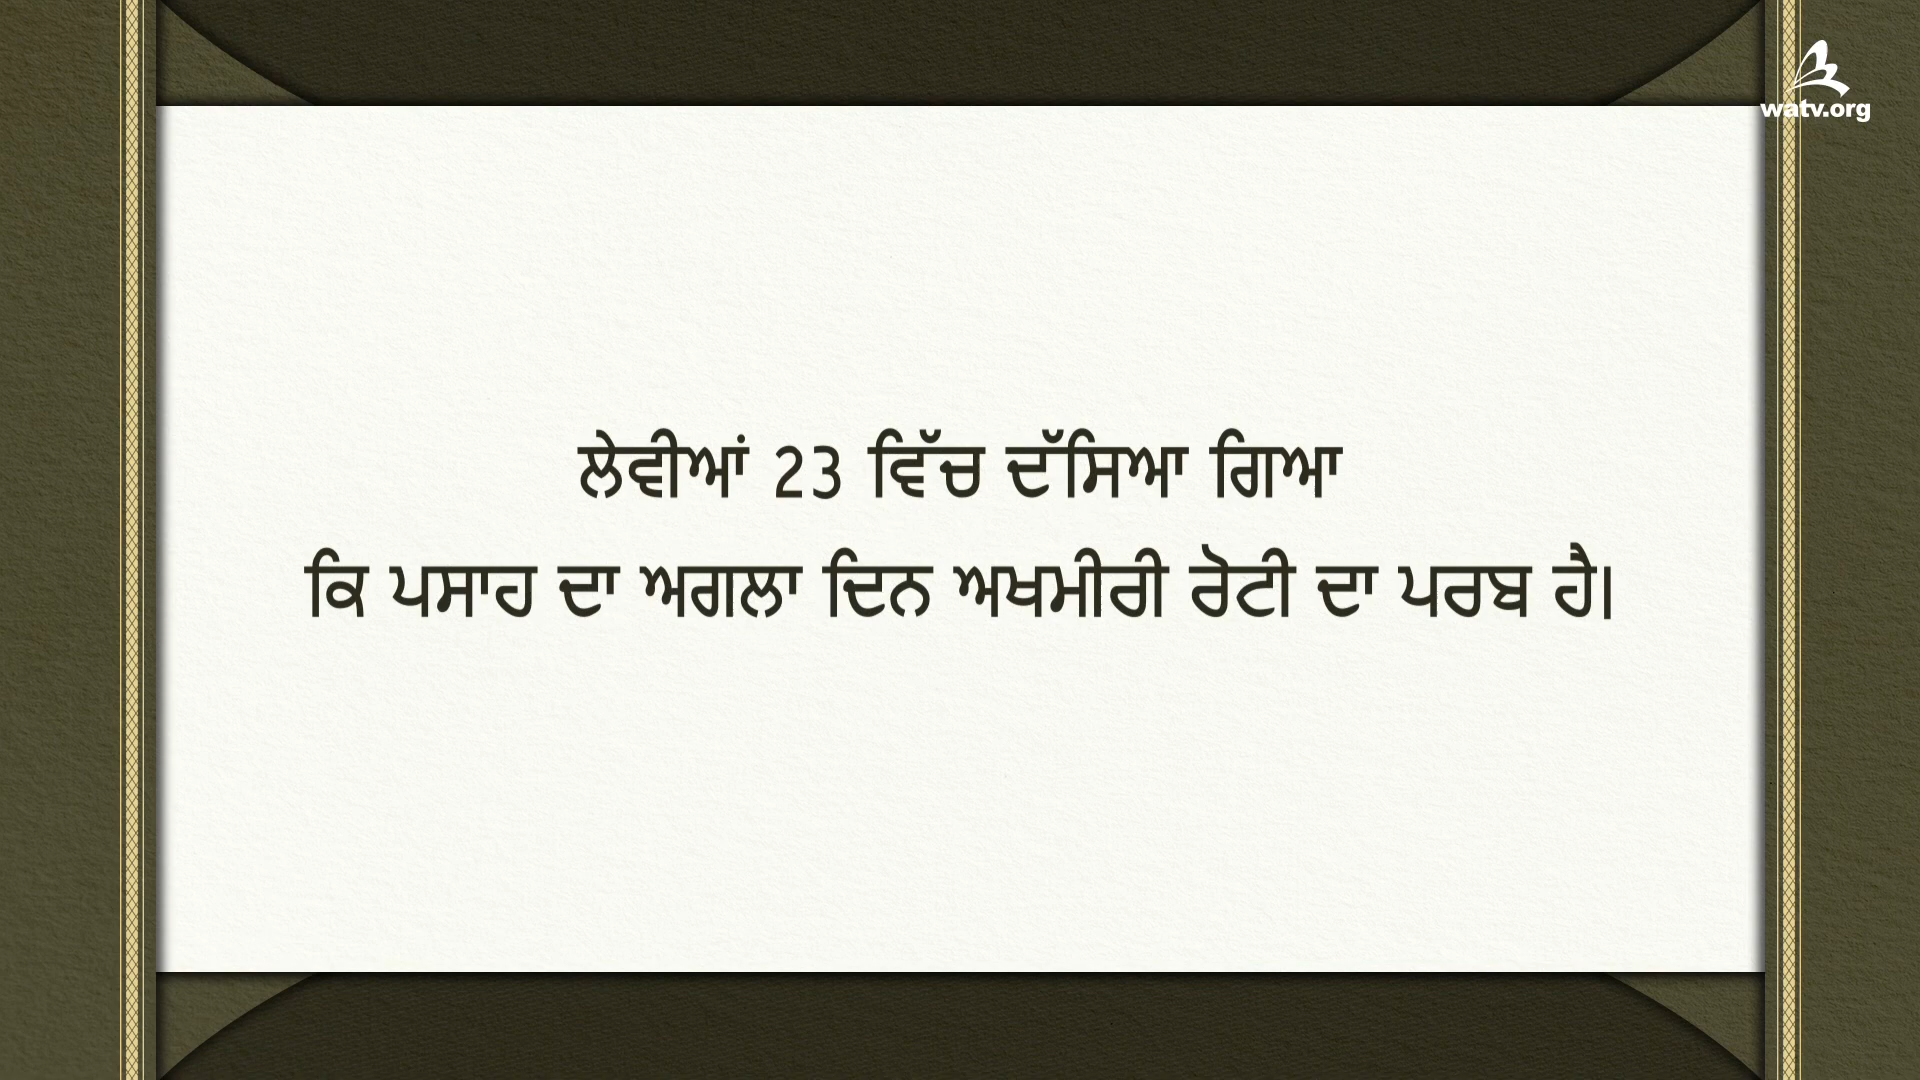 watv.org
ਲੇਵੀਆਂ 23 ਵਿੱਚ ਦੱਸਿਆ ਗਿਆ
ਕਿ ਪਸਾਹ ਦਾ ਅਗਲਾ ਦਿਨ ਅਖਮੀਰੀ ਰੋਟੀ ਦਾ ਪਰਬ ਹੈ।